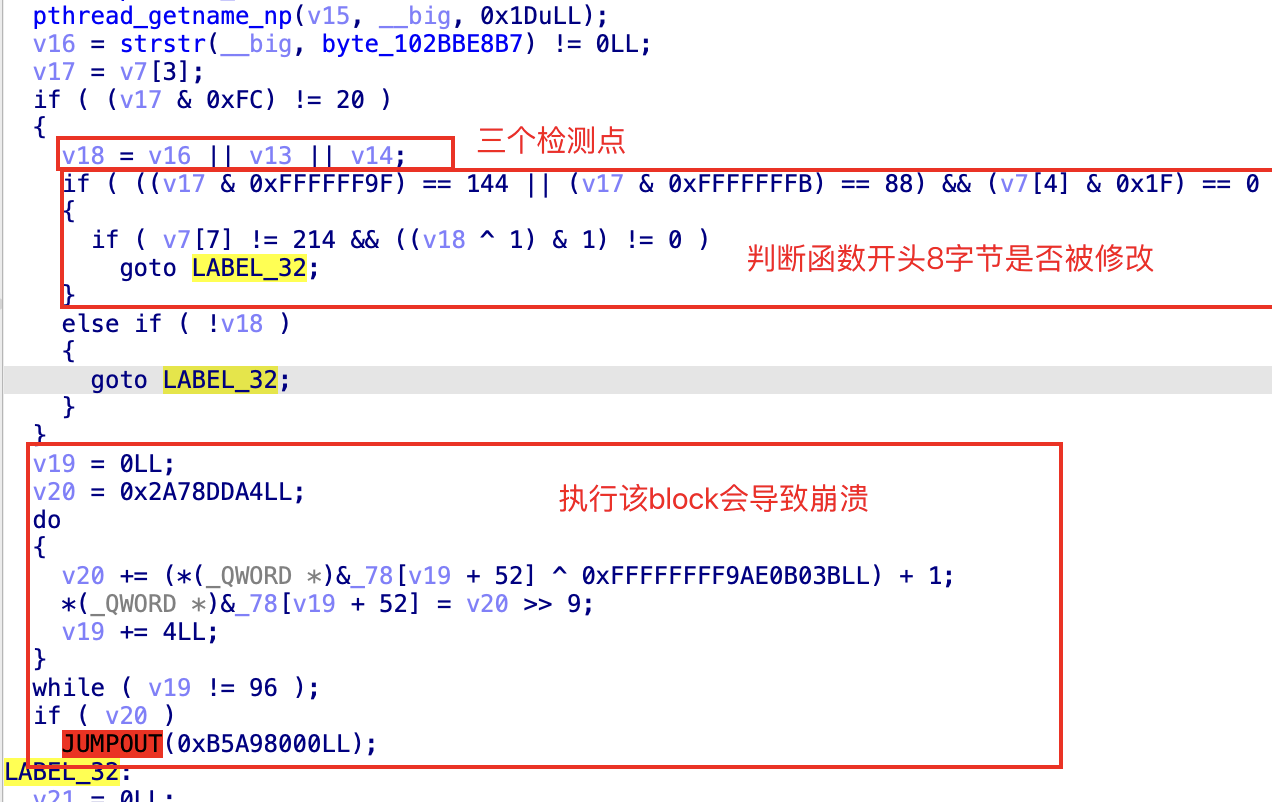 pthread_getname_np(v15, __big, 0x1DuLL);
v16 = strstr(__big, byte_102BBE8B7) != 0LL;
v17 = v7[3];
if ( (v17 & 0xFC) != 20 )
{
三个检测点
v18 = v16 || v13 || v14;
if ( ((v17 & 0xFFFFFF9F) == 144 || (v17 & 0xFFFFFFFB) == 88) && (v7[4] & 0x1F) == 0
{
if ( v7[7] != 214 && ((v18 ^ 1) & 1) != 0 )
判断函数开头8字节是否被修改
goto LABEL_32;
}
else if ( !v18 )
{
goto LABEL_32;
}
}
v19 = 0LL;
v20 = 0x2A78DDA4LL;
执行该block会导致崩溃
do
{
v20 += (*(_QWORD *)&_78[v19 + 52] ^ 0xFFFFFFFF9AE0B03BLL) + 1;
*(_QWORD *)&_78[v19 + 52] = v20 >> 9;
v19 += 4LL;
}
while ( v19 != 96 );
if ( v20 )
JUMPOUT(0xB5A98000LL);
LABEL_32:
v21 = 0LL;